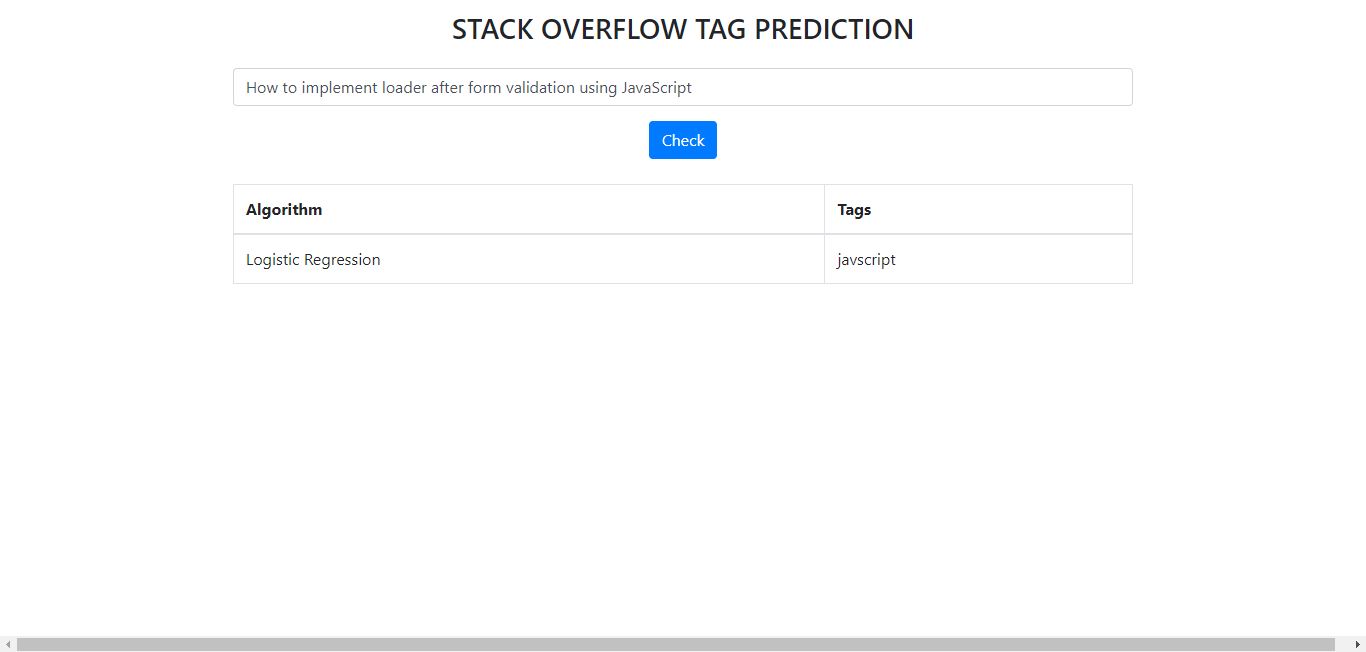 STACK OVERFLOW TAG PREDICTION
How to implement loader after form validation using JavaScript
Check
Algorithm Tags
Logistic Regression javscript